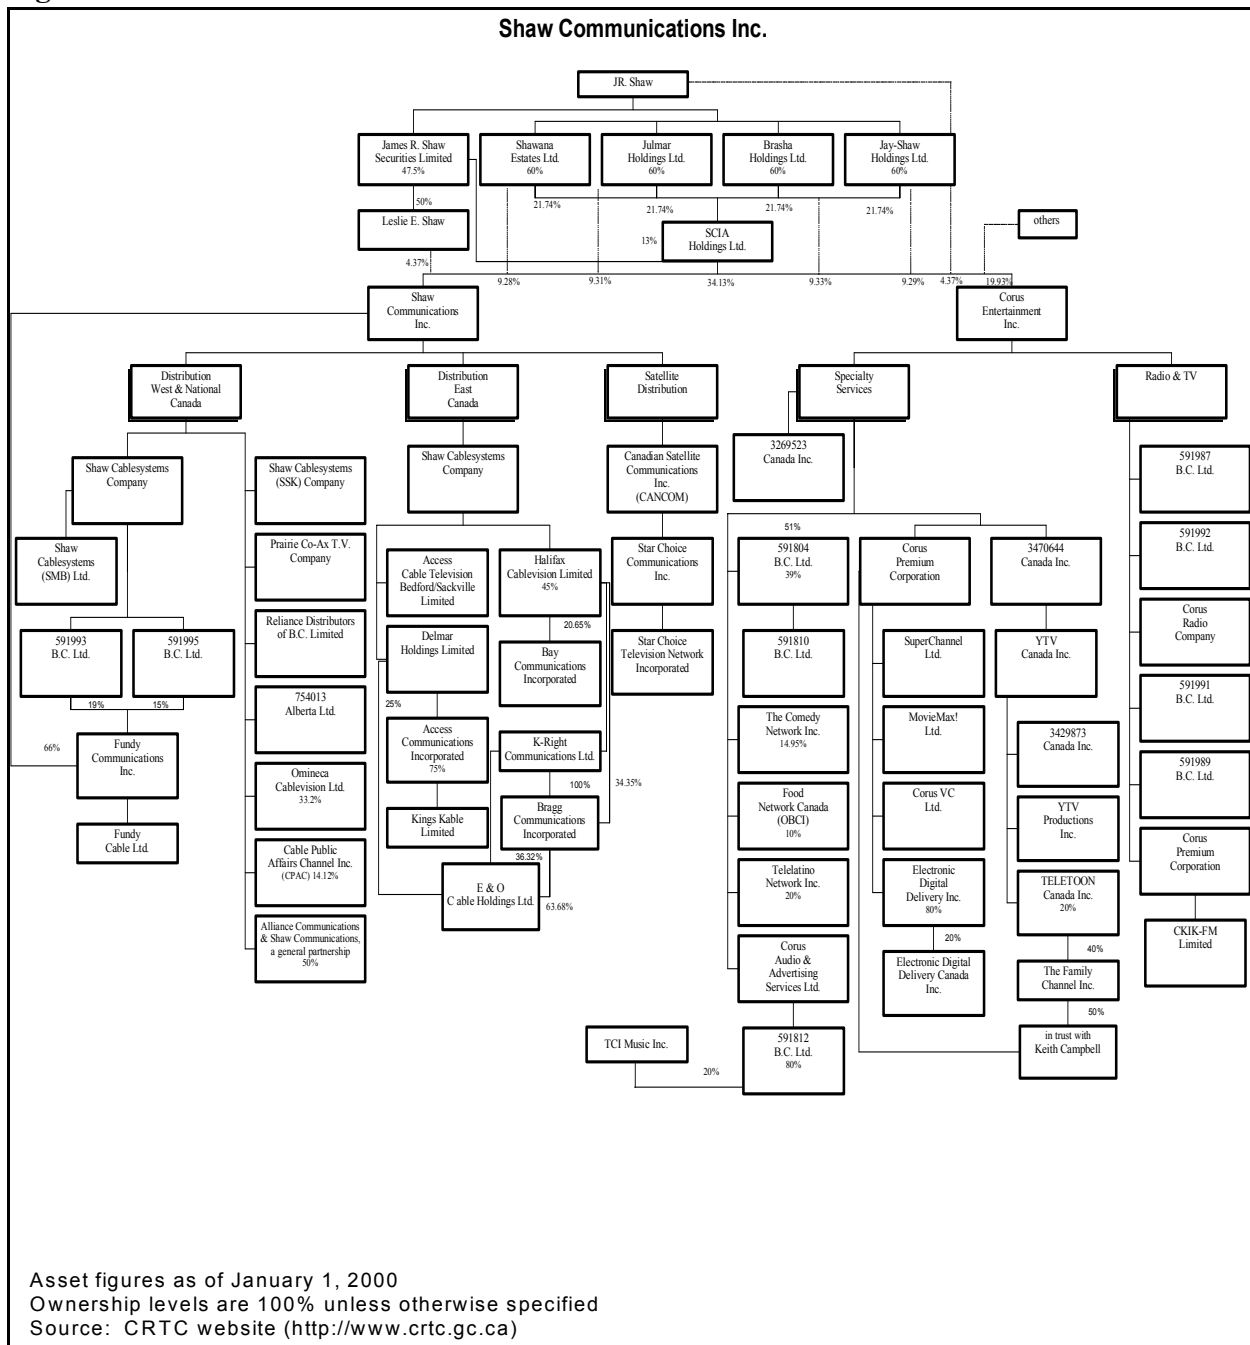 Shaw Communications Inc.
JR. Shaw
James R. Shaw
Securities Limited
47.5%
Shawana
Estates Ltd.
60%
Julmar
Holdings Ltd.
60%
Brasha
Holdings Ltd.
60%
Jay-Shaw
Holdings Ltd.
60%
50%
21.74%
21.74%
21.74%
21.74%
Leslie E. Shaw
SCIA
Holdings Ltd.
others
13%
4.37%
9.28%
9.31%
34.13%
9.33%
9.29%
4.37%
19.93%
Shaw
Communications
Inc.
Corus
Entertainment
Inc.
Distribution
West & National
Canada
Distribution
East
Canada
Satellite
Distribution
Specialty
Services
Radio & TV
Shaw Cablesystems
Company
Shaw
Cablesystems
(SMB) Ltd.
591993
B.C. Ltd.
591995
B.C. Ltd.
19%
15%
66%
Fundy
Communications
Inc.
Fundy
Cable Ltd.
Shaw Cablesystems
(SSK) Company
Prairie Co-Ax T.V.
Company
Reliance Distributors
of B.C. Limited
754013
Alberta Ltd.
Omineca
Cablevision Ltd.
33.2%
Cable Public
Affairs Channel Inc.
(CPAC) 14.12%
Alliance Communications
& Shaw Communications,
a general partnership
50%
Shaw Cablesystems
Company
Access
Cable Television
Bedford/Sackville
Limited
Delmar
Holdings Limited
25%
Access
Communications
Incorporated
75%
Kings Kable
Limited
Halifax
Cablevision Limited
45%
20.65%
Bay
Communications
Incorporated
K-Right
Communications Ltd.
100%
34.35%
Bragg
Communications
Incorporated
36.32%
E & O
C able Holdings Ltd.
63.68%
Canadian Satellite
Communications
Inc.
(CANCOM)
Star Choice
Communications
Inc.
Star Choice
Television Network
Incorporated
3269523
Canada Inc.
51%
591804
B.C. Ltd.
39%
591810
B.C. Ltd.
The Comedy
Network Inc.
14.95%
Food
Network Canada
(OBCI)
10%
Telelatino
Network Inc.
20%
Corus
Audio &
Advertising
Services Ltd.
TCI Music Inc.
20%
591812
B.C. Ltd.
80%
Corus
Premium
Corporation
SuperChannel
Ltd.
MovieMax!
Ltd.
Corus VC
Ltd.
Electronic
Digital
Delivery Inc.
80%
20%
Electronic Digital
Delivery Canada
Inc.
3470644
Canada Inc.
YTV
Canada Inc.
3429873
Canada Inc.
YTV
Productions
Inc.
TELETOON
Canada Inc.
20%
40%
The Family
Channel Inc.
50%
in trust with
Keith Campbell
591987
B.C. Ltd.
591992
B.C. Ltd.
Corus
Radio
Company
591991
B.C. Ltd.
591989
B.C. Ltd.
Corus
Premium
Corporation
CKIK-FM
Limited
Asset figures as of January 1, 2000
Ownership levels are 100% unless otherwise specified
Source: CRTC website (http://www.crtc.gc.ca)